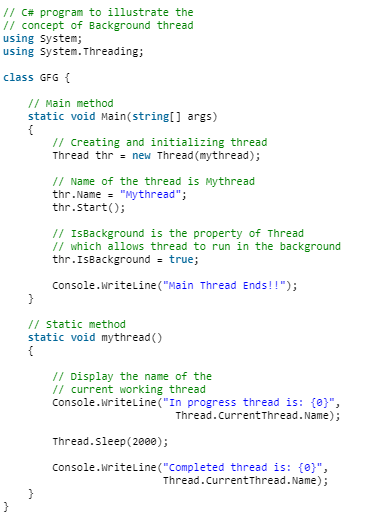 // C# program to illustrate the
// concept of Background thread
using System;
using System.Threading;
class GFG {
// Main method
static void Main(string[] args)
{
// Creating and initializing thread
Thread thr = new Thread(mythread);
// Name of the thread is Mythread
thr.Name = "Mythread";
thr.Start();
// IsBackground is the property of Thread
// which allows thread to run in the background
thr.IsBackground = true;
Console.WriteLine("Main Thread Ends!!");
}
// Static method
static void mythread()
{
// Display the name of the
// current working thread
Console.WriteLine("In progress thread is: {0}",
Thread.CurrentThread.Name);
Thread.Sleep(2000);
Console.WriteLine("Completed thread is: {0}",
Thread.CurrentThread.Name);
}
}